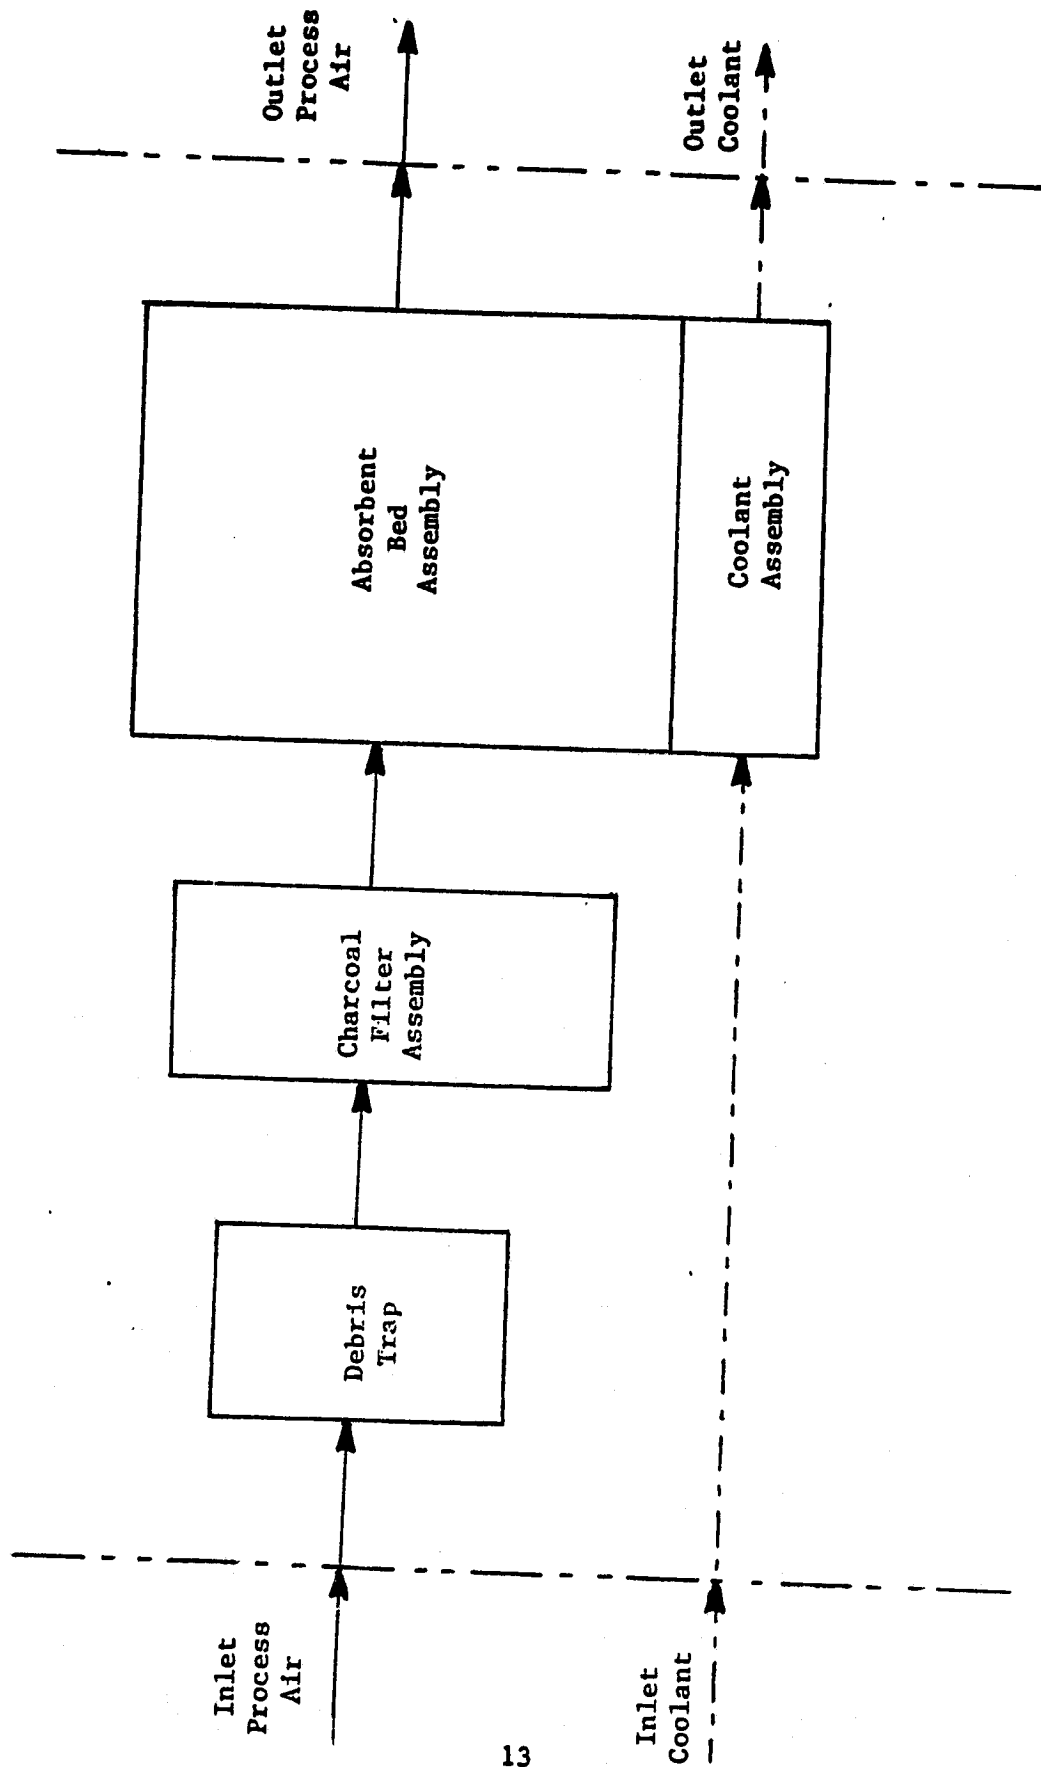 Inlet
Process
Air
Debris
Trap
Charcoal
Filter
Assembly
Absorbent
Bed
Assembly
Outlet
Process
Air
Inlet
Coolant
Coolant
Assembly
Outlet
Coolant
13